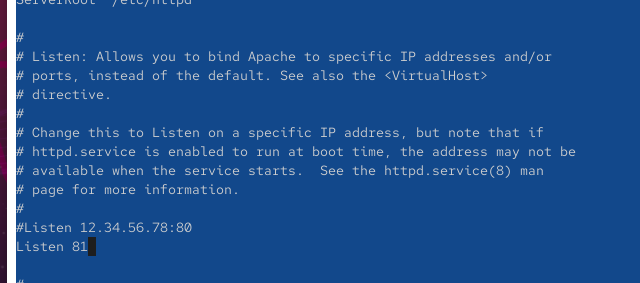 ServerRoot "/etc/httpd"
#
# Listen: Allows you to bind Apache to specific IP addresses and/or
# ports, instead of the default. See also the <VirtualHost>
# directive.
#
# Change this to Listen on a specific IP address, but note that if
# httpd.service is enabled to run at boot time, the address may not be
# available when the service starts.  See the httpd.service(8) man
# page for more information.
#
#Listen 12.34.56.78:80
Listen 81
#